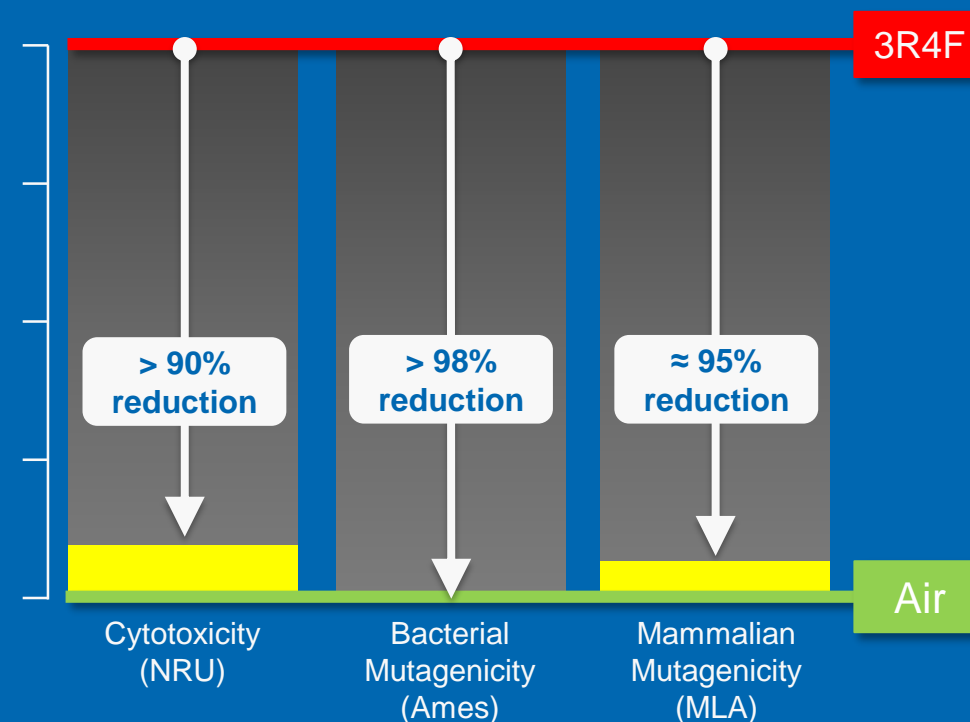 3R4F
> 90%
reduction
> 98%
reduction
≈ 95%
reduction
Air
Cytotoxicity
(NRU)
Bacterial
Mutagenicity
(Ames)
Mammalian
Mutagenicity
(MLA)